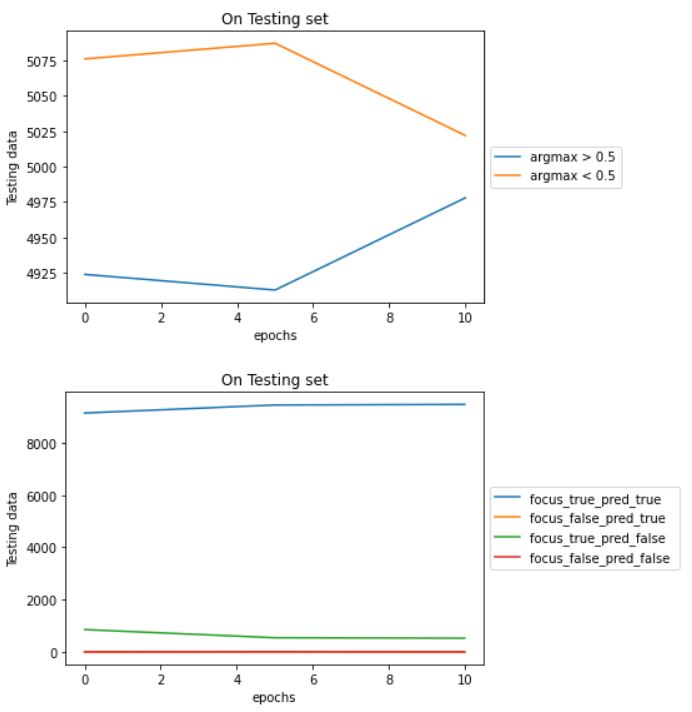 On Testing set
5075
5050
5025
5000
4975
4950
4925
Testing data
0 2 4 6 8 10
epochs
argmax > 0.5
argmax < 0.5
On Testing set
8000
6000
4000
2000
0
Testing data
0 2 4 6 8 10
epochs
focus_true_pred_true
focus_false_pred_true
focus_true_pred_false
focus_false_pred_false